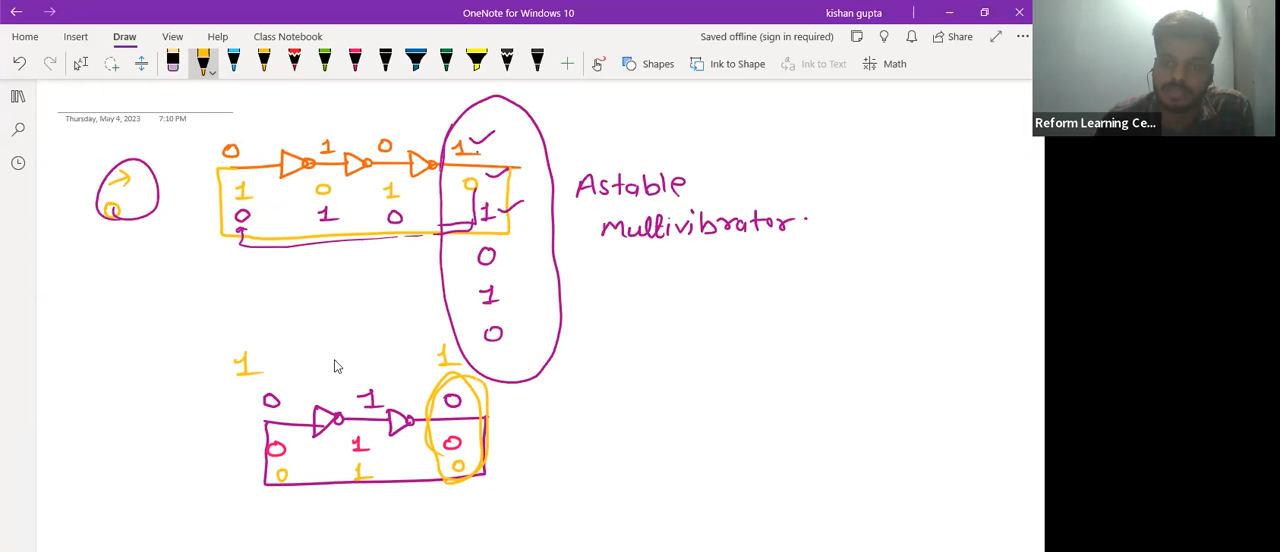 OneNote for Windows 10
kishan gupta
Home Insert Draw View Help Class Notebook
Saved offline (sign in required)
Share
Shapes
Ink to Shape
Ink to Text
Math
Reform Learning Ce...
Thursday, May 4, 2023 7:10 PM
0 1 0 1
1 0 1 0
0 1 0 1
0
1
0
Astable
multivibrator.
1 1
0 1 0
0 1 0
0 1 0